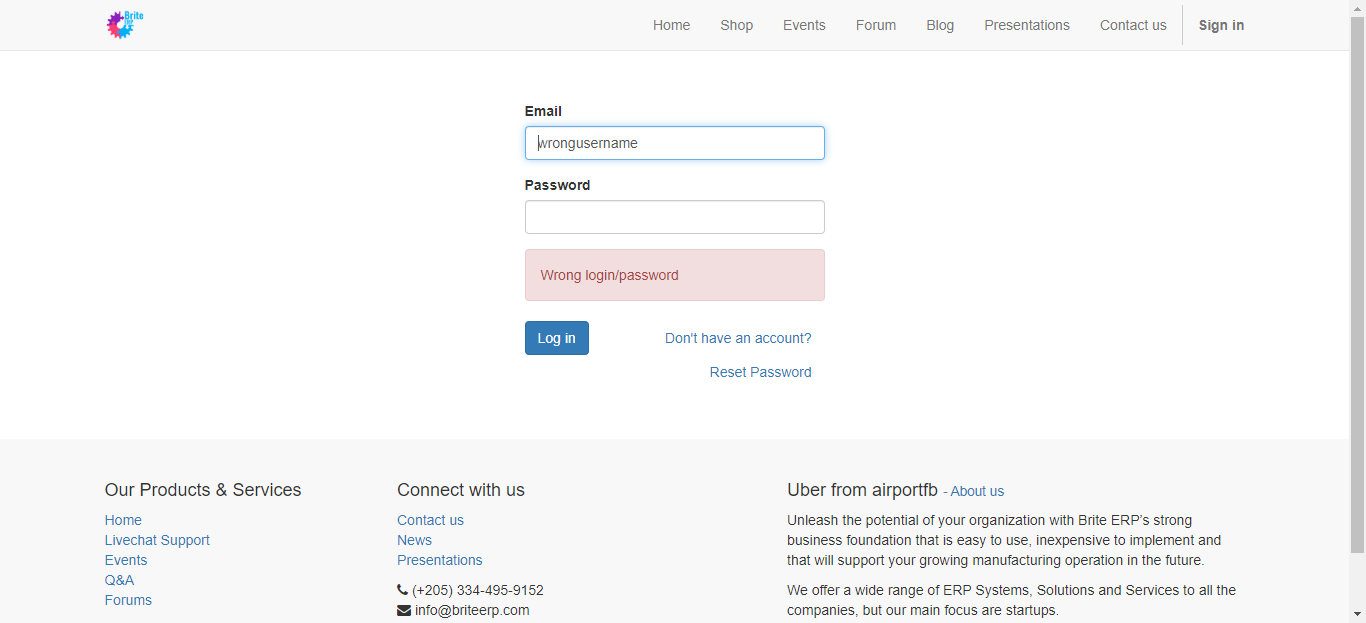 Brite
ERP
Home Shop Events Forum Blog Presentations Contact us Sign in
Email
wrongusername
Password
Wrong login/password
Log in Don't have an account?
Reset Password
Our Products & Services
Home
Livechat Support
Events
Q&A
Forums
Connect with us
Contact us
News
Presentations
(+205) 334-495-9152
info@briteerp.com
Uber from airportfb - About us
Unleash the potential of your organization with Brite ERP's strong
business foundation that is easy to use, inexpensive to implement and
that will support your growing manufacturing operation in the future.
We offer a wide range of ERP Systems, Solutions and Services to all the
companies, but our main focus are startups.